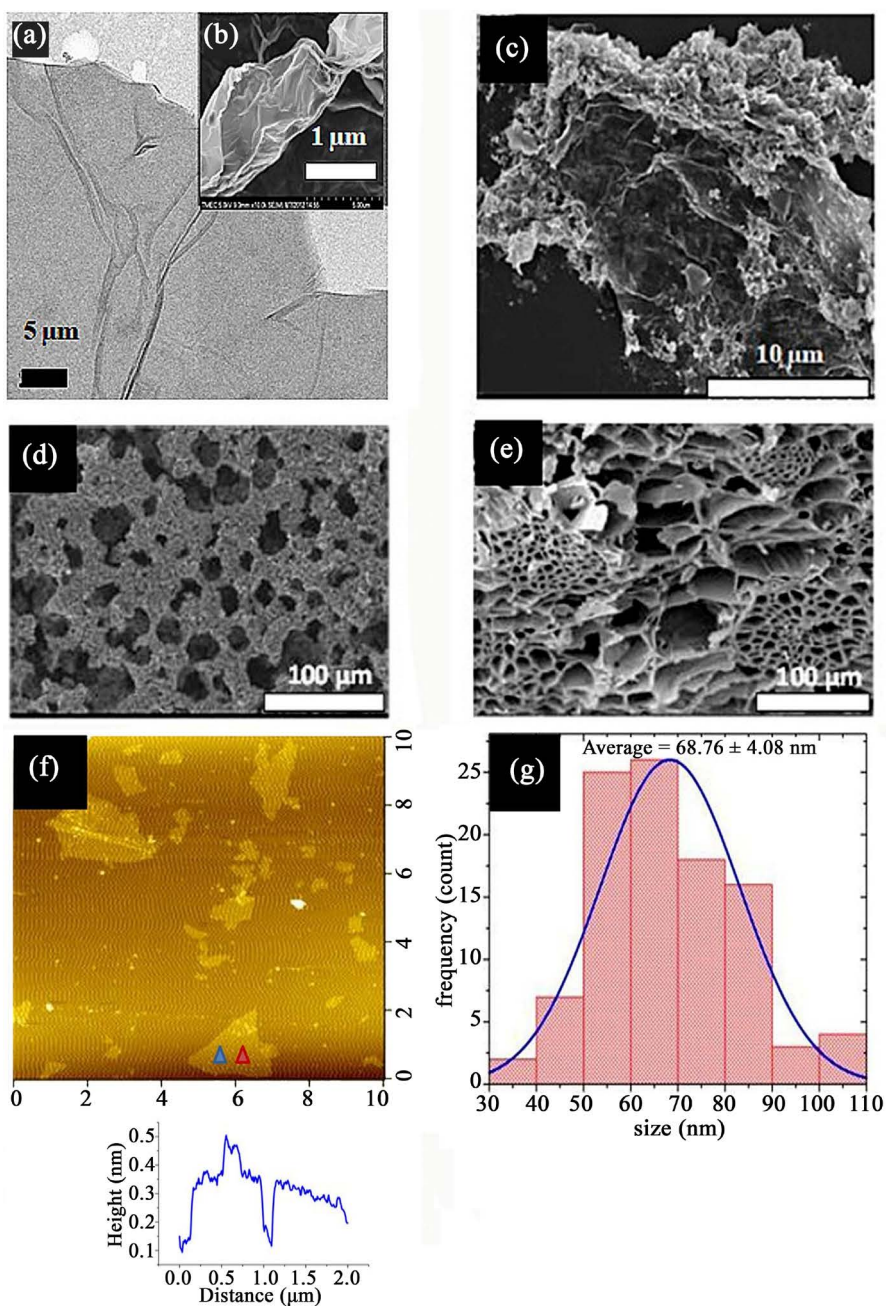 (a)
(b)
1 μm
5.00um
5 μm
(c)
10 μm
(d)
100 μm
(e)
100 μm
(f)
10
8
6
4
2
0
0 2 4 6 8 10
Average = 68.76 ± 4.08 nm
(g)
frequency (count)
25
20
15
10
5
0
30 40 50 60 70 80 90 100 110
size (nm)
Height (nm)
0.5
0.4
0.3
0.2
0.1
0.0 0.5 1.0 1.5 2.0
Distance (μm)